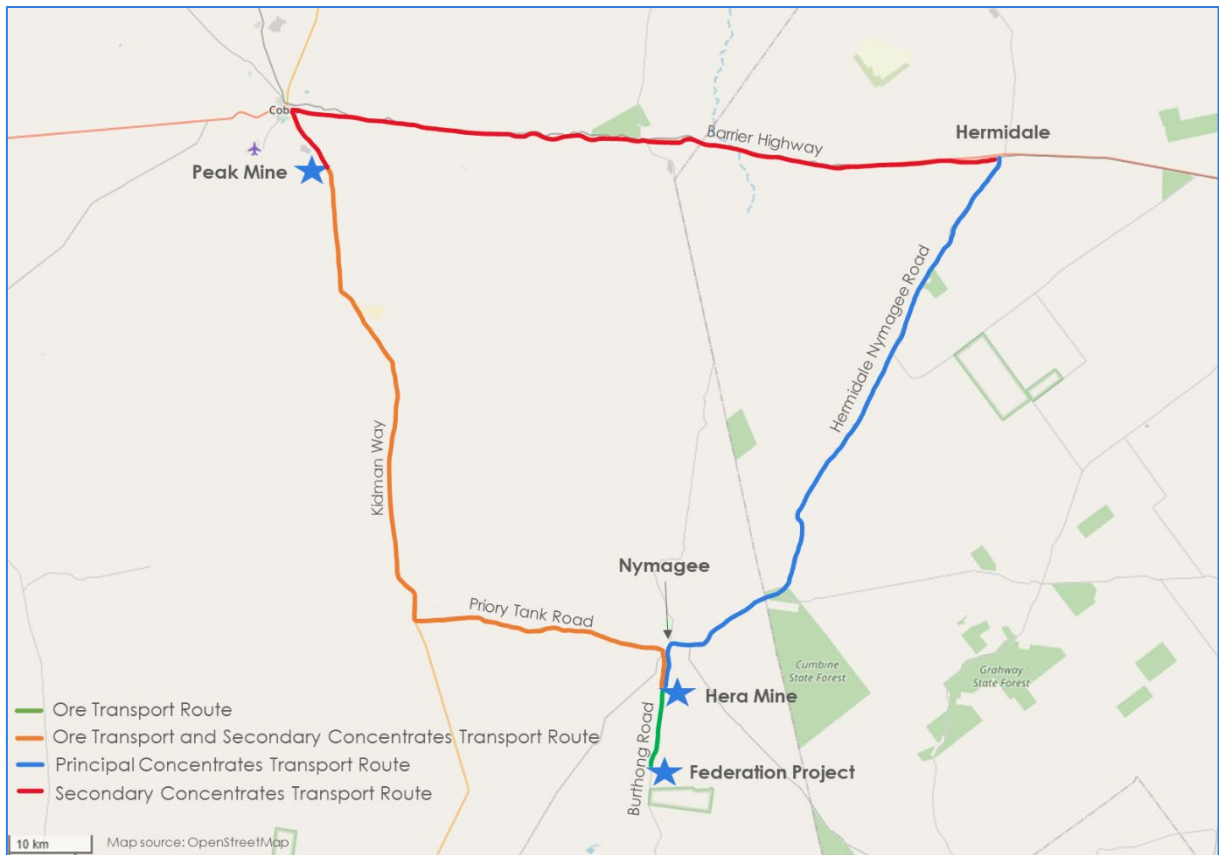 Cob
Peak Mine
Barrier Highway
Hermidale
Hermidale Nymagee Road
Kidman Way
Nymagee
Priory Tank Road
Cumbine
State Forest
Grahway
State Forest
Hera Mine
Burthong Road
Federation Project
Ore Transport Route
Ore Transport and Secondary Concentrates Transport Route
Principal Concentrates Transport Route
Secondary Concentrates Transport Route
10 km
Map source: OpenStreetMap